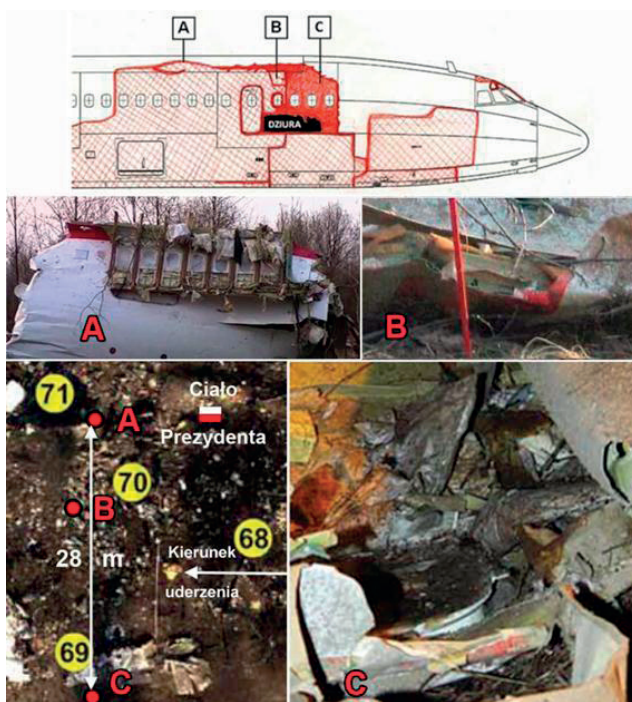 A
B
C
DZIURA
A
B
71
A
Ciało
Prezydenta
70
B
68
28 m
Kierunek
uderzenia
69
C
C